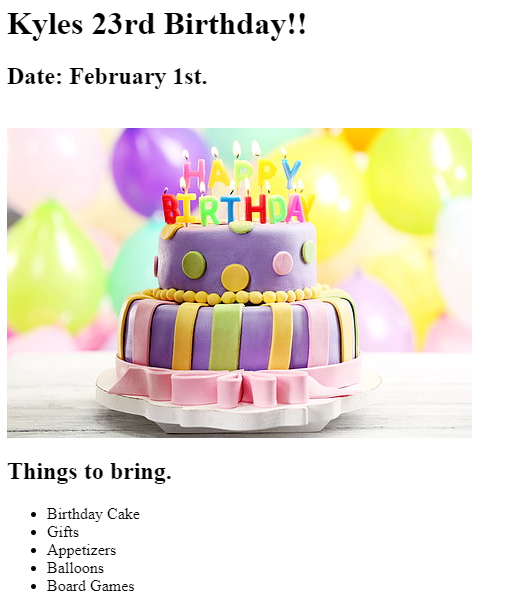 Kyles 23rd Birthday!!
Date: February 1st.
HAPPY
BIRTHDAY
Things to bring.
Birthday Cake
Gifts
Appetizers
Balloons
Board Games